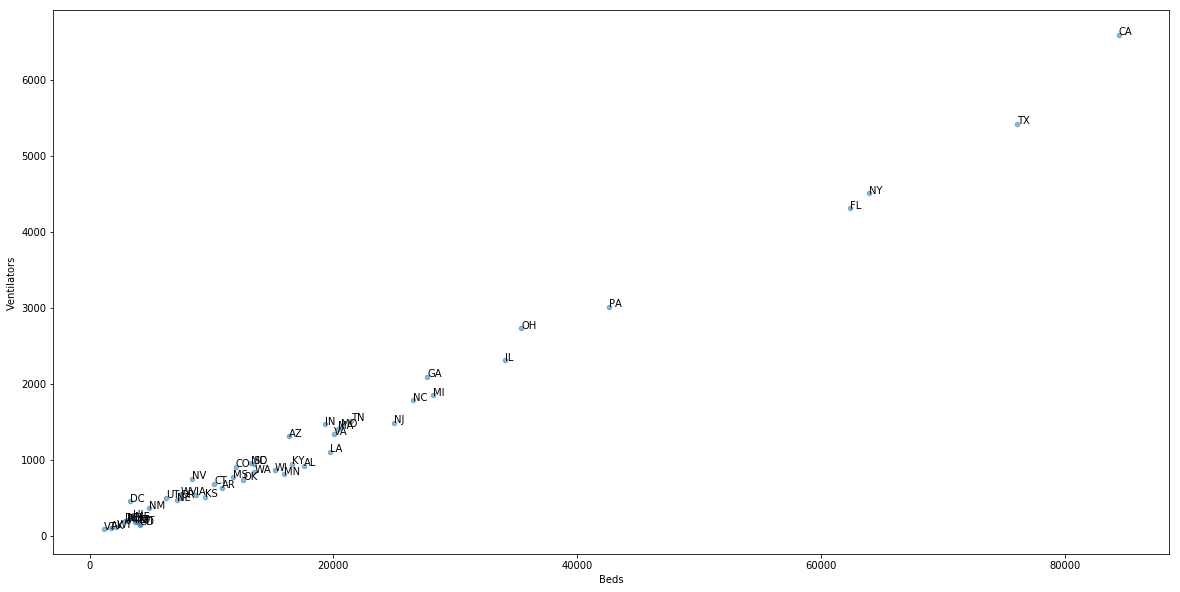 CA
6000
TX
5000
NY
FL
4000
Ventilators
PA
3000
OH
IL
GA
2000
MI
NC
TN
IN
NJ
AZ
VA
LA
1000
CO
KY
AL
WA
WI
MN
NV
MS
OK
CT
AR
UT
IA
KS
NE
DC
NM
0
0
20000
40000
60000
80000
Beds